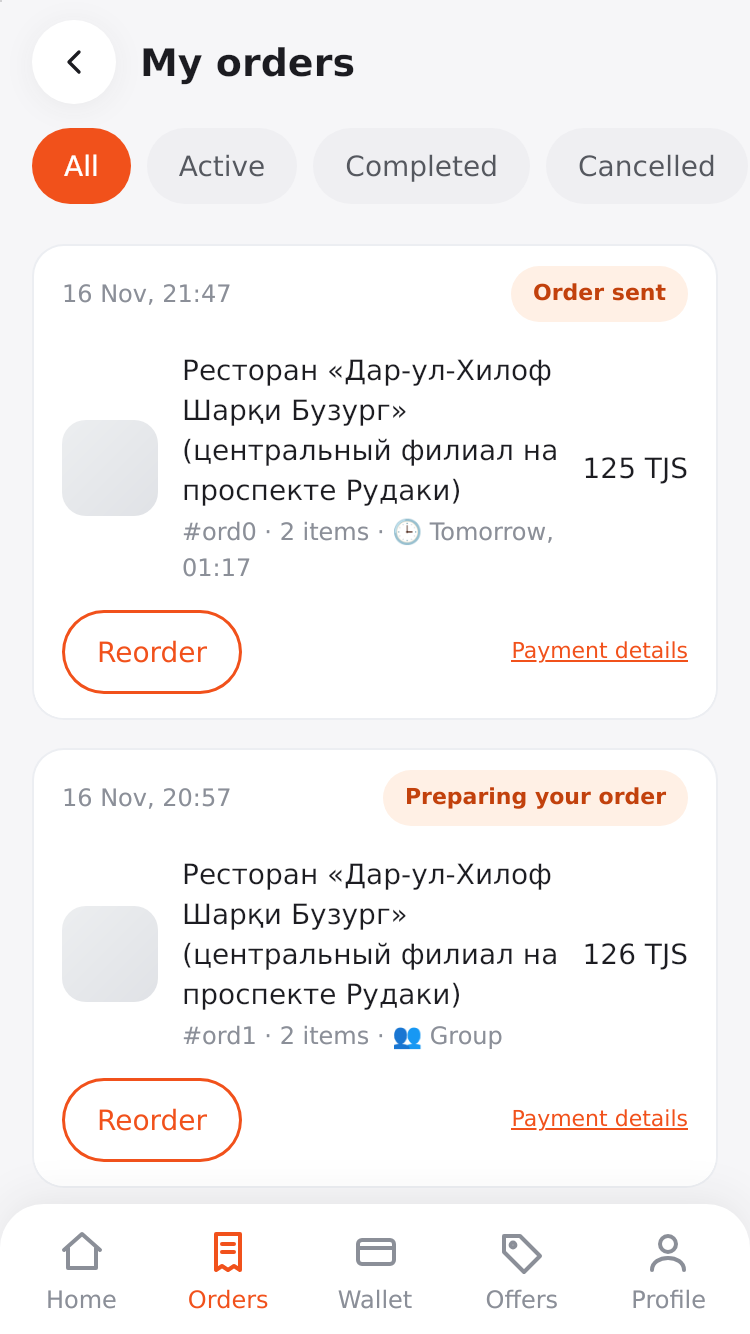 My orders
All Active Completed Cancelled
16 Nov, 21:47 Order sent
Ресторан «Дар-ул-Хилоф
Шарқи Бузург»
(центральный филиал на
проспекте Рудаки)
125 TJS
#ord0 · 2 items · 🕒 Tomorrow,
01:17
Reorder Payment details
16 Nov, 20:57 Preparing your order
Ресторан «Дар-ул-Хилоф
Шарқи Бузург»
(центральный филиал на
проспекте Рудаки)
126 TJS
#ord1 · 2 items · 👥 Group
Reorder Payment details
Home Orders Wallet Offers Profile